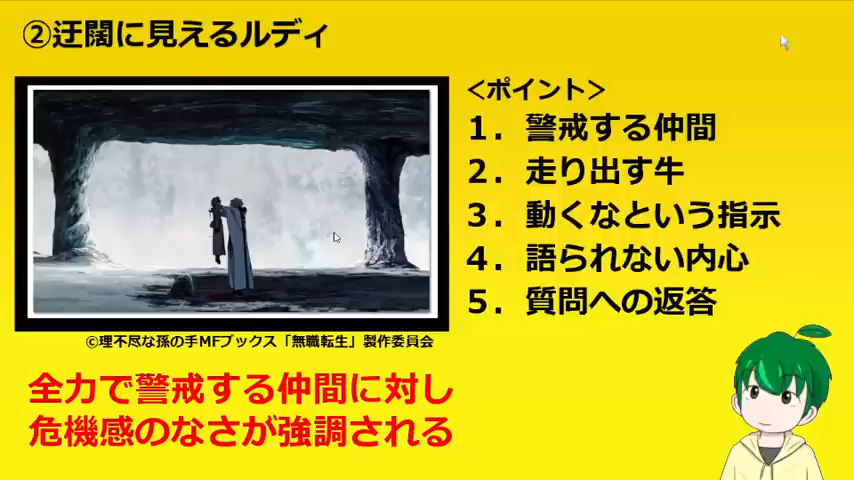 ②迂闊に見えるルディ
<ポイント>
1．警戒する仲間
2．走り出す牛
3．動くなという指示
4．語られない内心
5．質問への返答
©理不尽な孫の手MFブックス「無職転生」製作委員会
全力で警戒する仲間に対し
危機感のなさが強調される